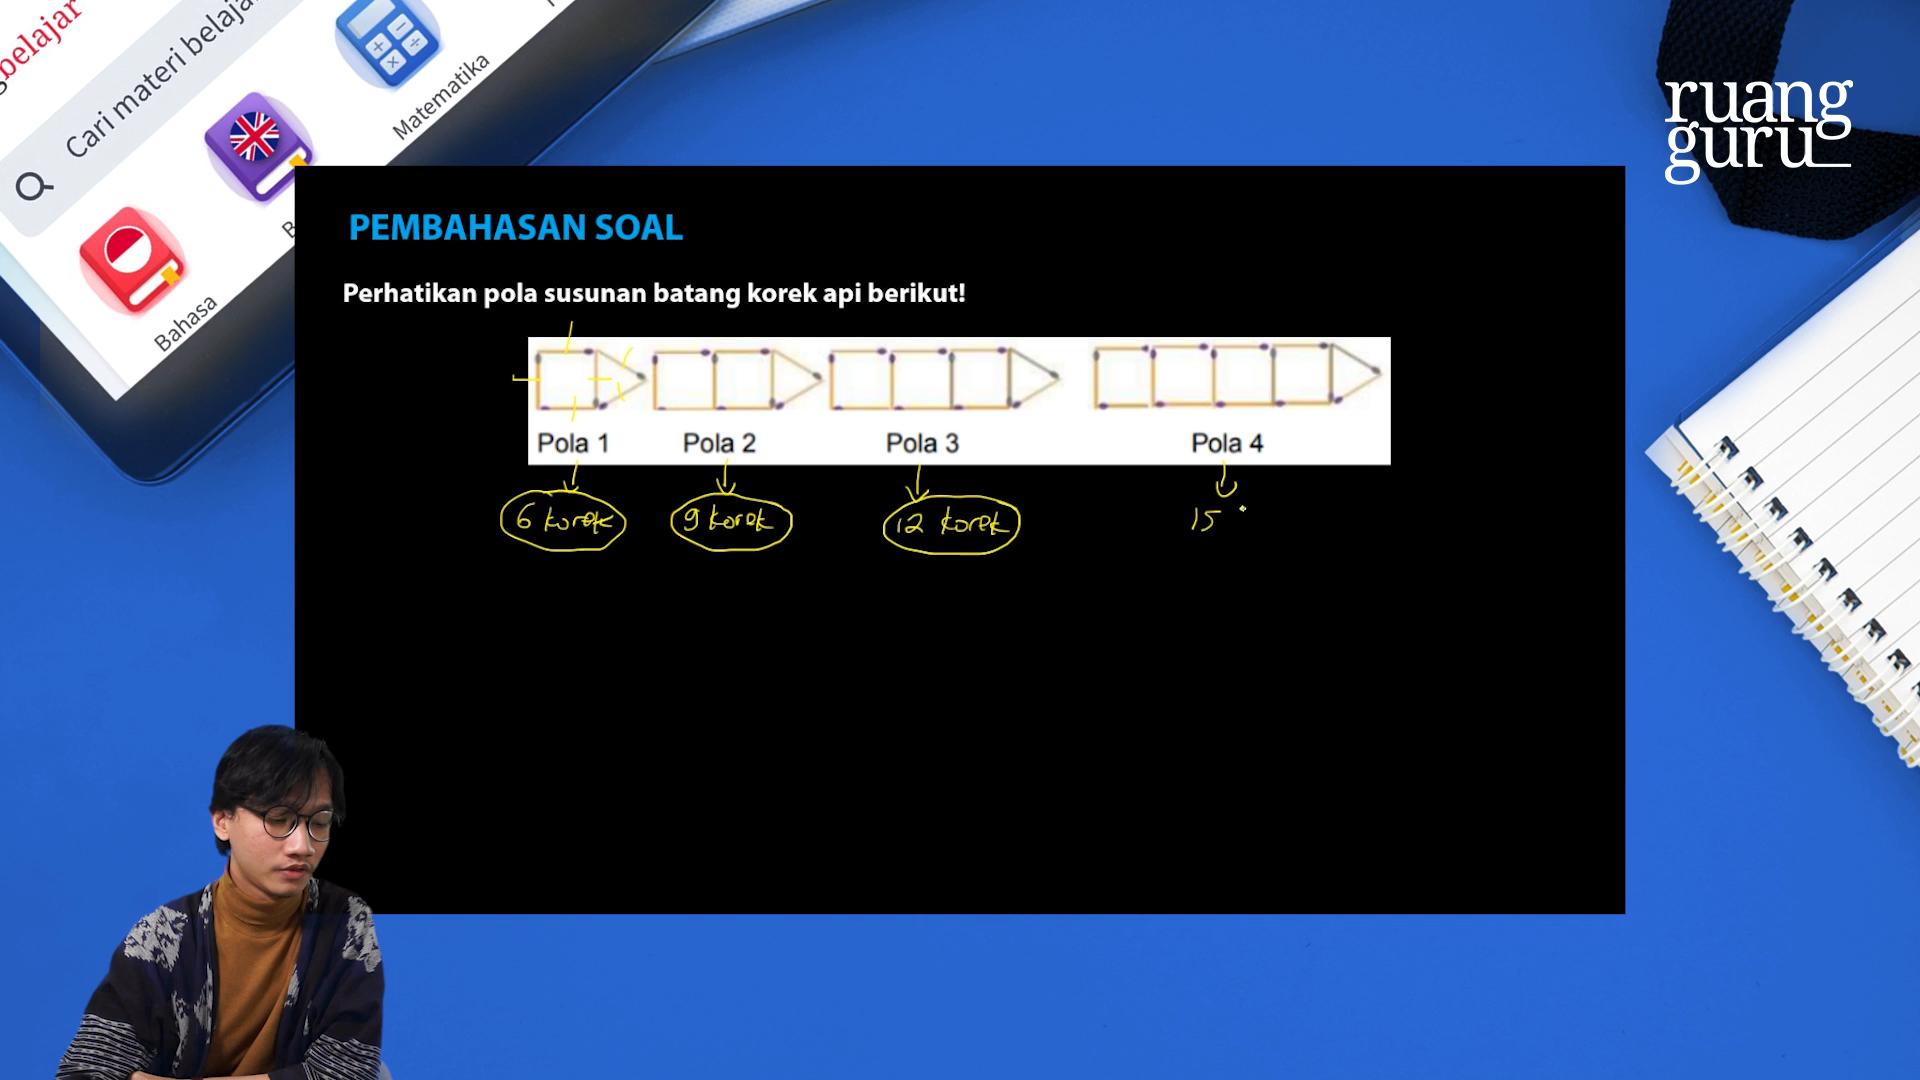 belajar
Cari materi belaja
Matematika
Bahasa
B
ruang
guru
PEMBAHASAN SOAL
Perhatikan pola susunan batang korek api berikut!
Pola 1 Pola 2 Pola 3 Pola 4
6 korek 9 korek 12 korek 15